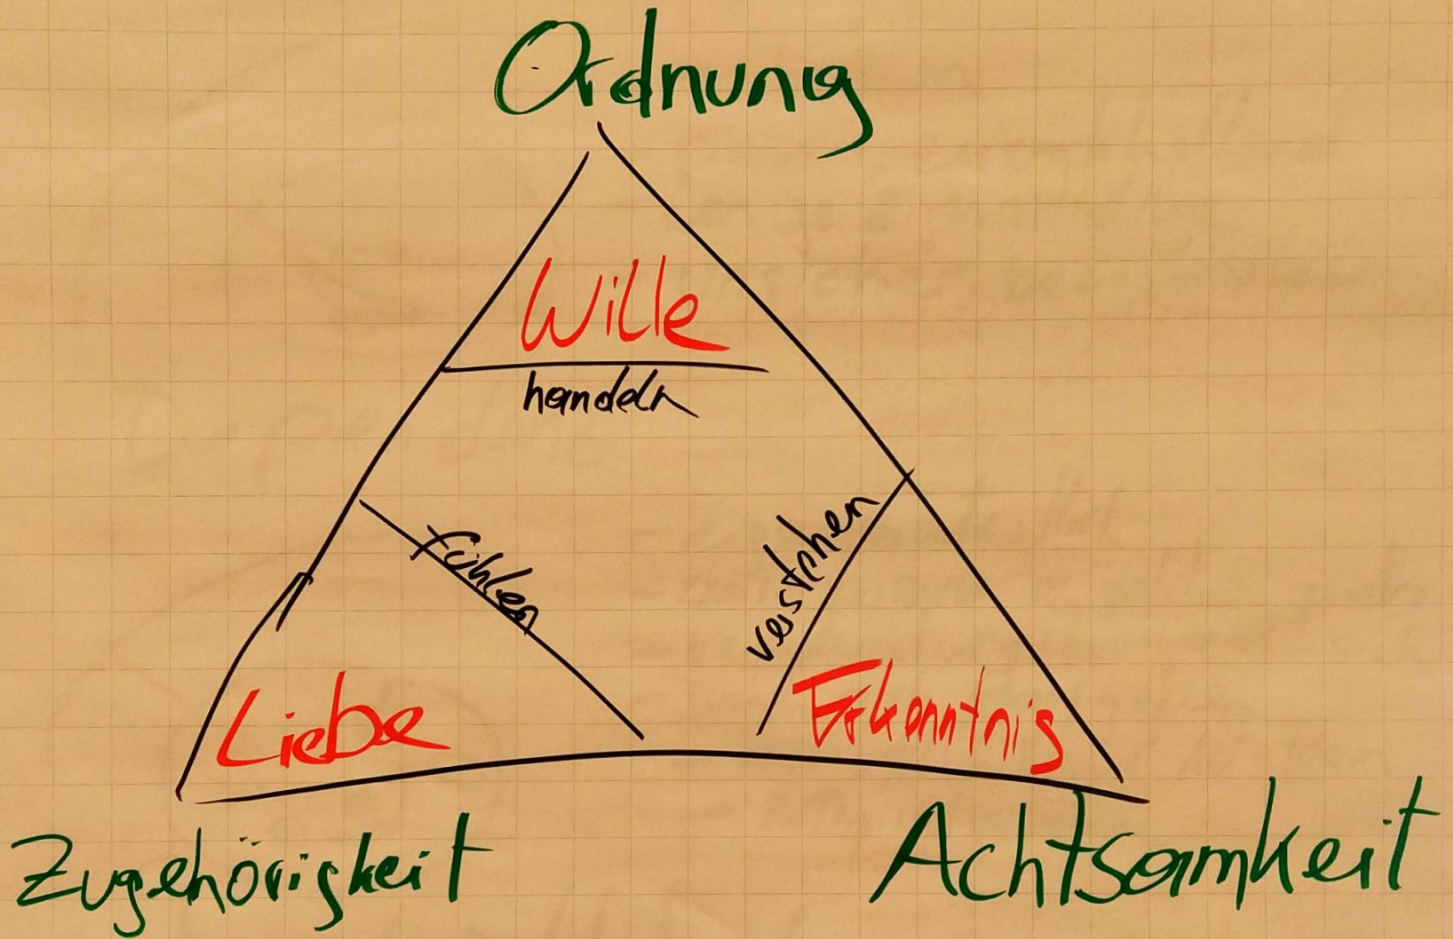 Ordnung
Wille
handeln
fühlen
verstehen
Liebe
Erkenntnis
Zugehörigkeit
Achtsamkeit